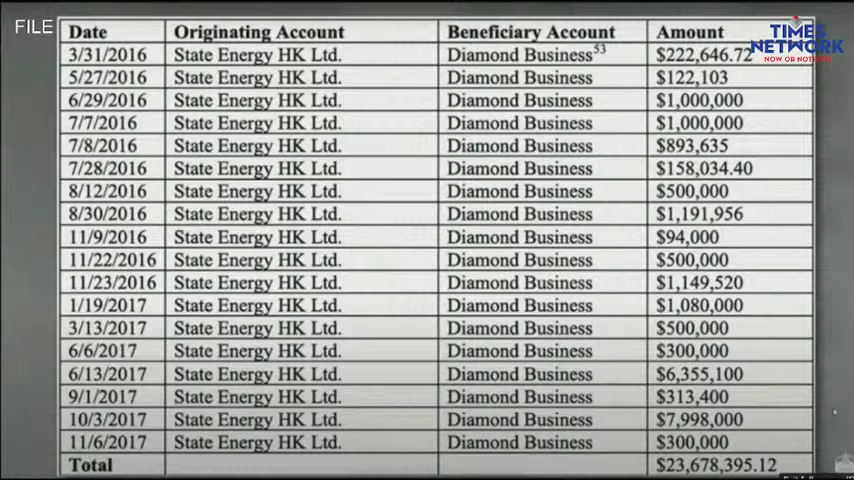 FILE
TIMES
NETWORK
NOW OR NOTHING
Date Originating Account Beneficiary Account Amount
3/31/2016 State Energy HK Ltd. Diamond Business53 $222,646.72
5/27/2016 State Energy HK Ltd. Diamond Business $122,103
6/29/2016 State Energy HK Ltd. Diamond Business $1,000,000
7/7/2016 State Energy HK Ltd. Diamond Business $1,000,000
7/8/2016 State Energy HK Ltd. Diamond Business $893,635
7/28/2016 State Energy HK Ltd. Diamond Business $158,034.40
8/12/2016 State Energy HK Ltd. Diamond Business $500,000
8/30/2016 State Energy HK Ltd. Diamond Business $1,191,956
11/9/2016 State Energy HK Ltd. Diamond Business $94,000
11/22/2016 State Energy HK Ltd. Diamond Business $500,000
11/23/2016 State Energy HK Ltd. Diamond Business $1,149,520
1/19/2017 State Energy HK Ltd. Diamond Business $1,080,000
3/13/2017 State Energy HK Ltd. Diamond Business $500,000
6/6/2017 State Energy HK Ltd. Diamond Business $300,000
6/13/2017 State Energy HK Ltd. Diamond Business $6,355,100
9/1/2017 State Energy HK Ltd. Diamond Business $313,400
10/3/2017 State Energy HK Ltd. Diamond Business $7,998,000
11/6/2017 State Energy HK Ltd. Diamond Business $300,000
Total $23,678,395.12